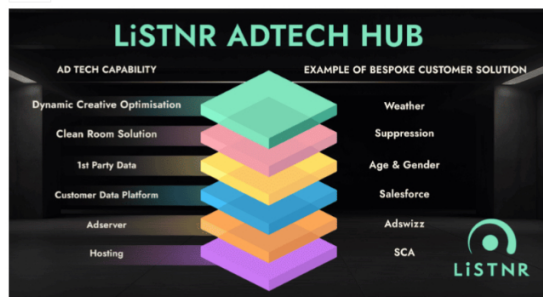 LiSTNR ADTECH HUB
AD TECH CAPABILITY
EXAMPLE OF BESPOKE CUSTOMER SOLUTION
Dynamic Creative Optimisation
Weather
Clean Room Solution
Suppression
1st Party Data
Age & Gender
Customer Data Platform
Salesforce
Adserver
Adswizz
Hosting
SCA
LiSTNR